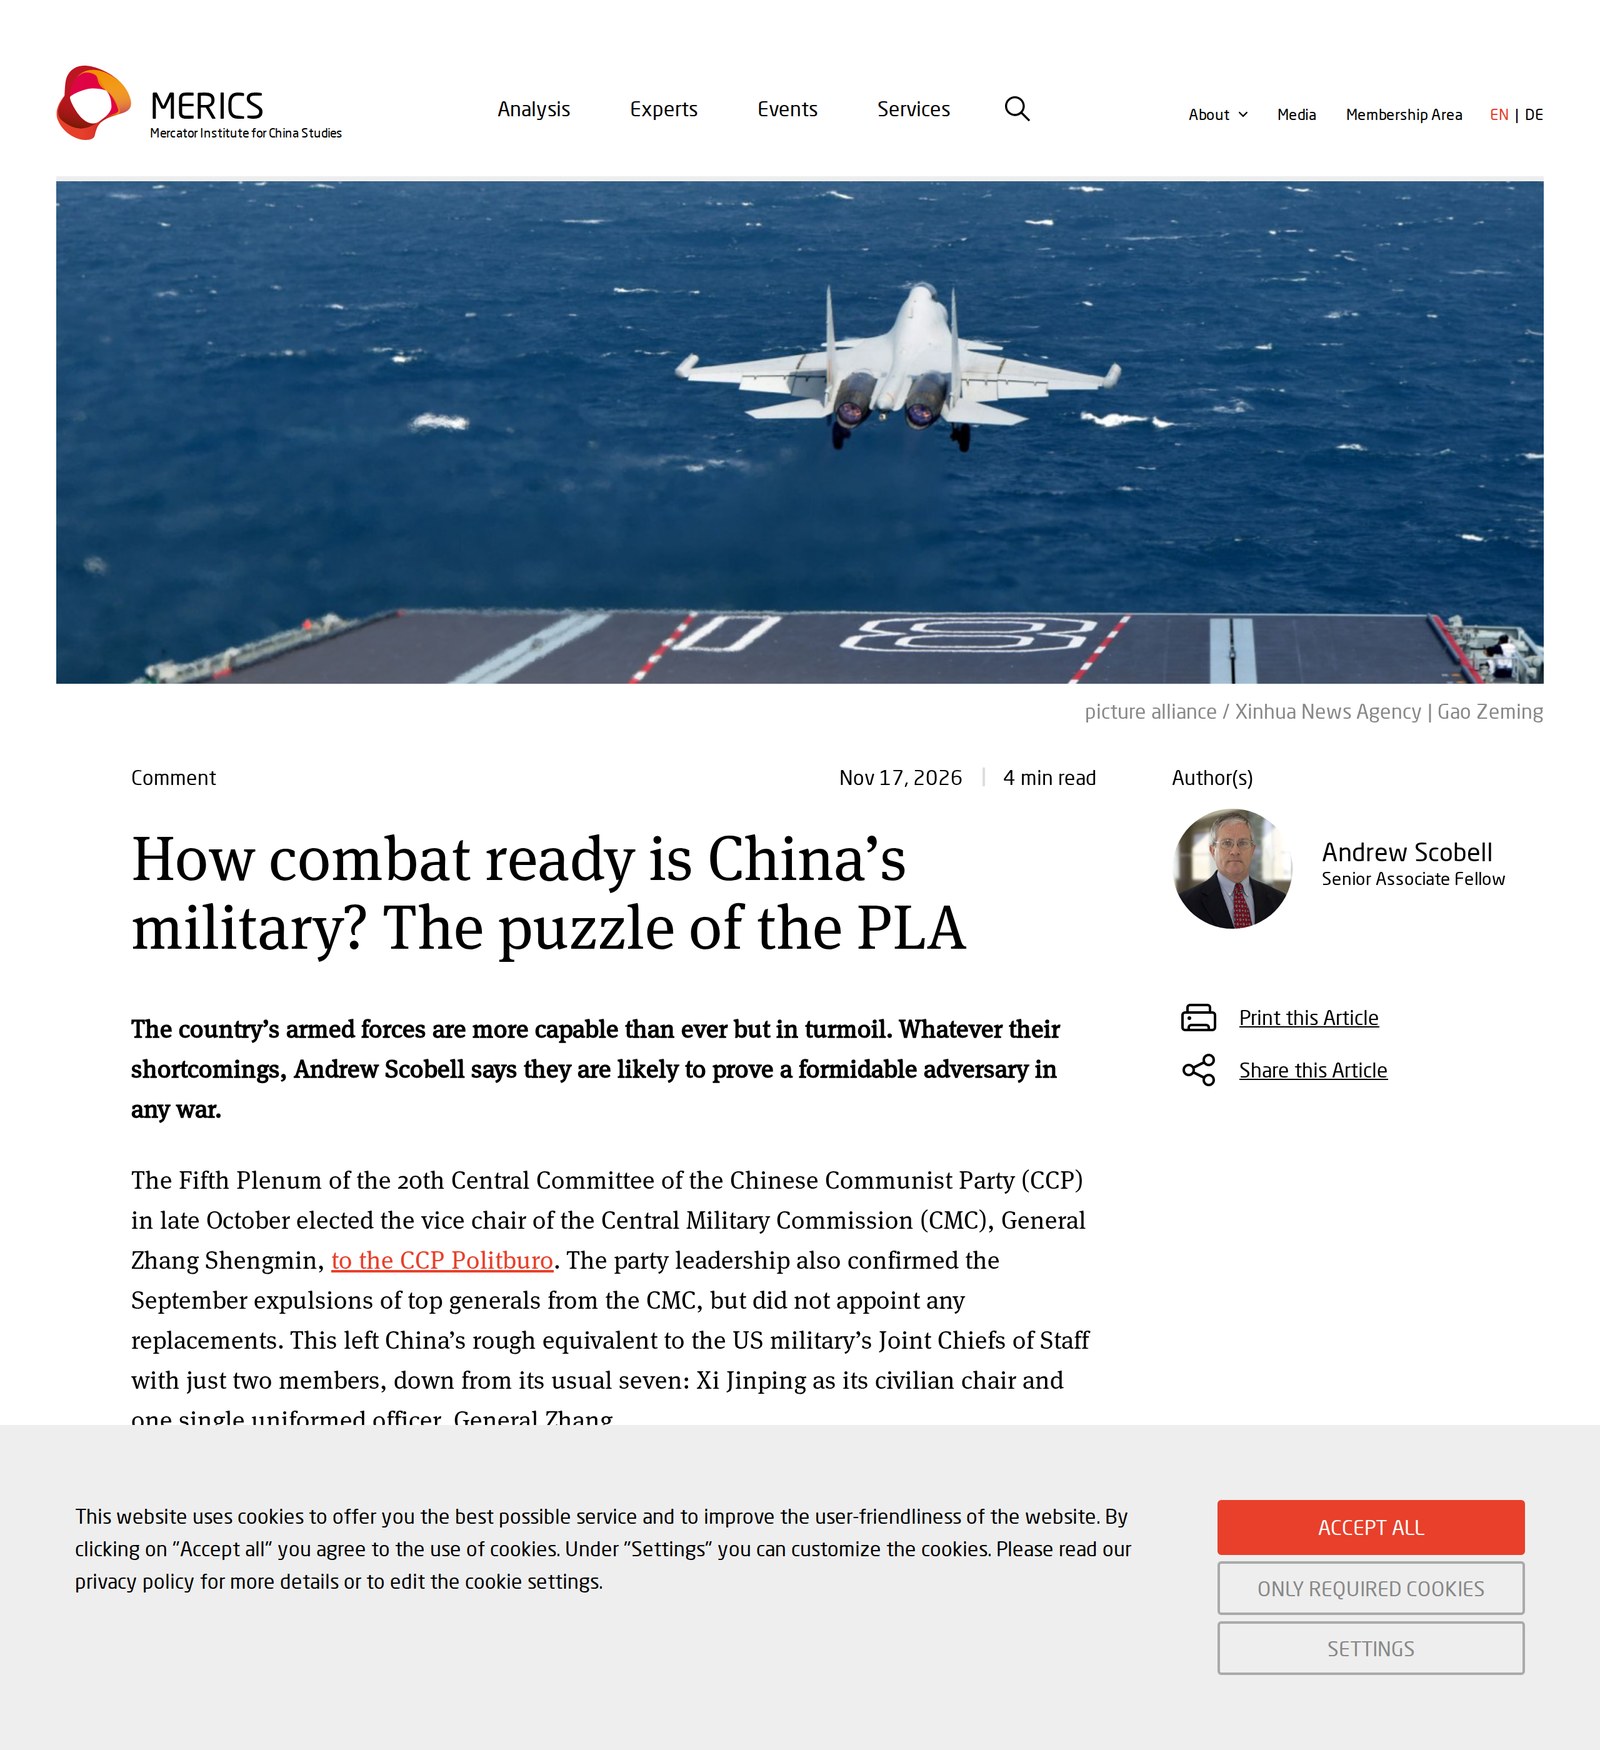 MERICS
Mercator Institute for China Studies
Analysis
Experts
Events
Services
About
Media
Membership Area
EN | DE
18
picture alliance / Xinhua News Agency | Gao Zeming
Comment
Nov 17, 2026
4 min read
How combat ready is China’s
military? The puzzle of the PLA
The country’s armed forces are more capable than ever but in turmoil. Whatever their
shortcomings, Andrew Scobell says they are likely to prove a formidable adversary in
any war.
The Fifth Plenum of the 20th Central Committee of the Chinese Communist Party (CCP)
in late October elected the vice chair of the Central Military Commission (CMC), General
Zhang Shengmin, to the CCP Politburo. The party leadership also confirmed the
September expulsions of top generals from the CMC, but did not appoint any
replacements. This left China’s rough equivalent to the US military’s Joint Chiefs of Staff
with just two members, down from its usual seven: Xi Jinping as its civilian chair and
one single uniformed officer, General Zhang.
Author(s)
Andrew Scobell
Senior Associate Fellow
Print this Article
Share this Article
This website uses cookies to offer you the best possible service and to improve the user-friendliness of the website. By
clicking on "Accept all" you agree to the use of cookies. Under "Settings" you can customize the cookies. Please read our
privacy policy for more details or to edit the cookie settings.
ACCEPT ALL
ONLY REQUIRED COOKIES
SETTINGS